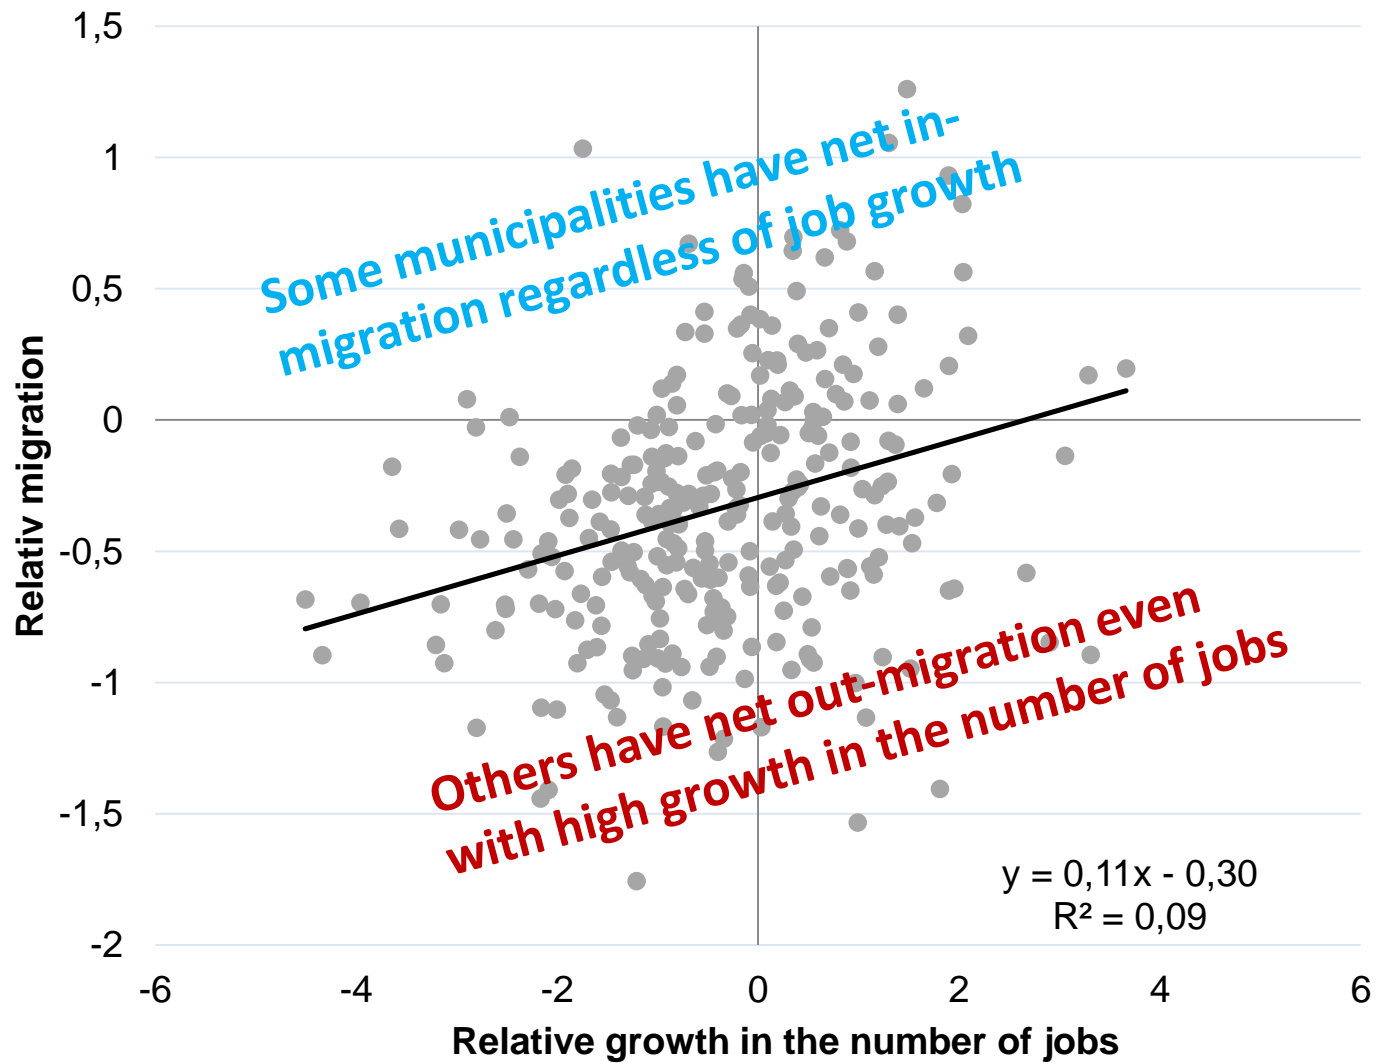 1,5
1
0,5
0
-0,5
-1
-1,5
-2
Relativ migration
Some municipalities have net in-
migration regardless of job growth
Others have net out-migration even
with high growth in the number of jobs
y = 0,11x - 0,30
R² = 0,09
-6
-4
-2
0
2
4
6
Relative growth in the number of jobs